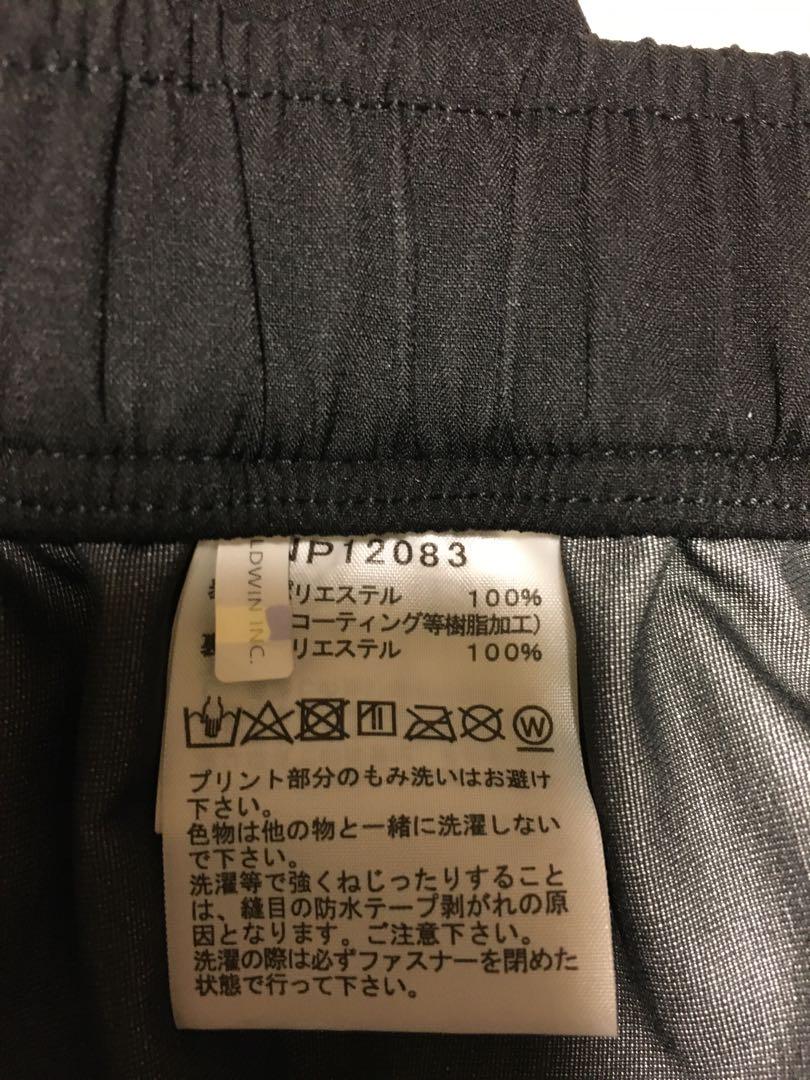 P12083
リエステル 100%
コーティング等樹脂加工)
リエステル 100%
LDWIN INC.
W
プリント部分のもみ洗いはお避け
下さい。
色物は他の物と一緒に洗濯しない
で下さい。
洗濯等で強くねじったりすること
は、縫目の防水テープ剥がれの原
因となります。ご注意下さい。
洗濯の際は必ずファスナーを閉めた
状態で行って下さい。